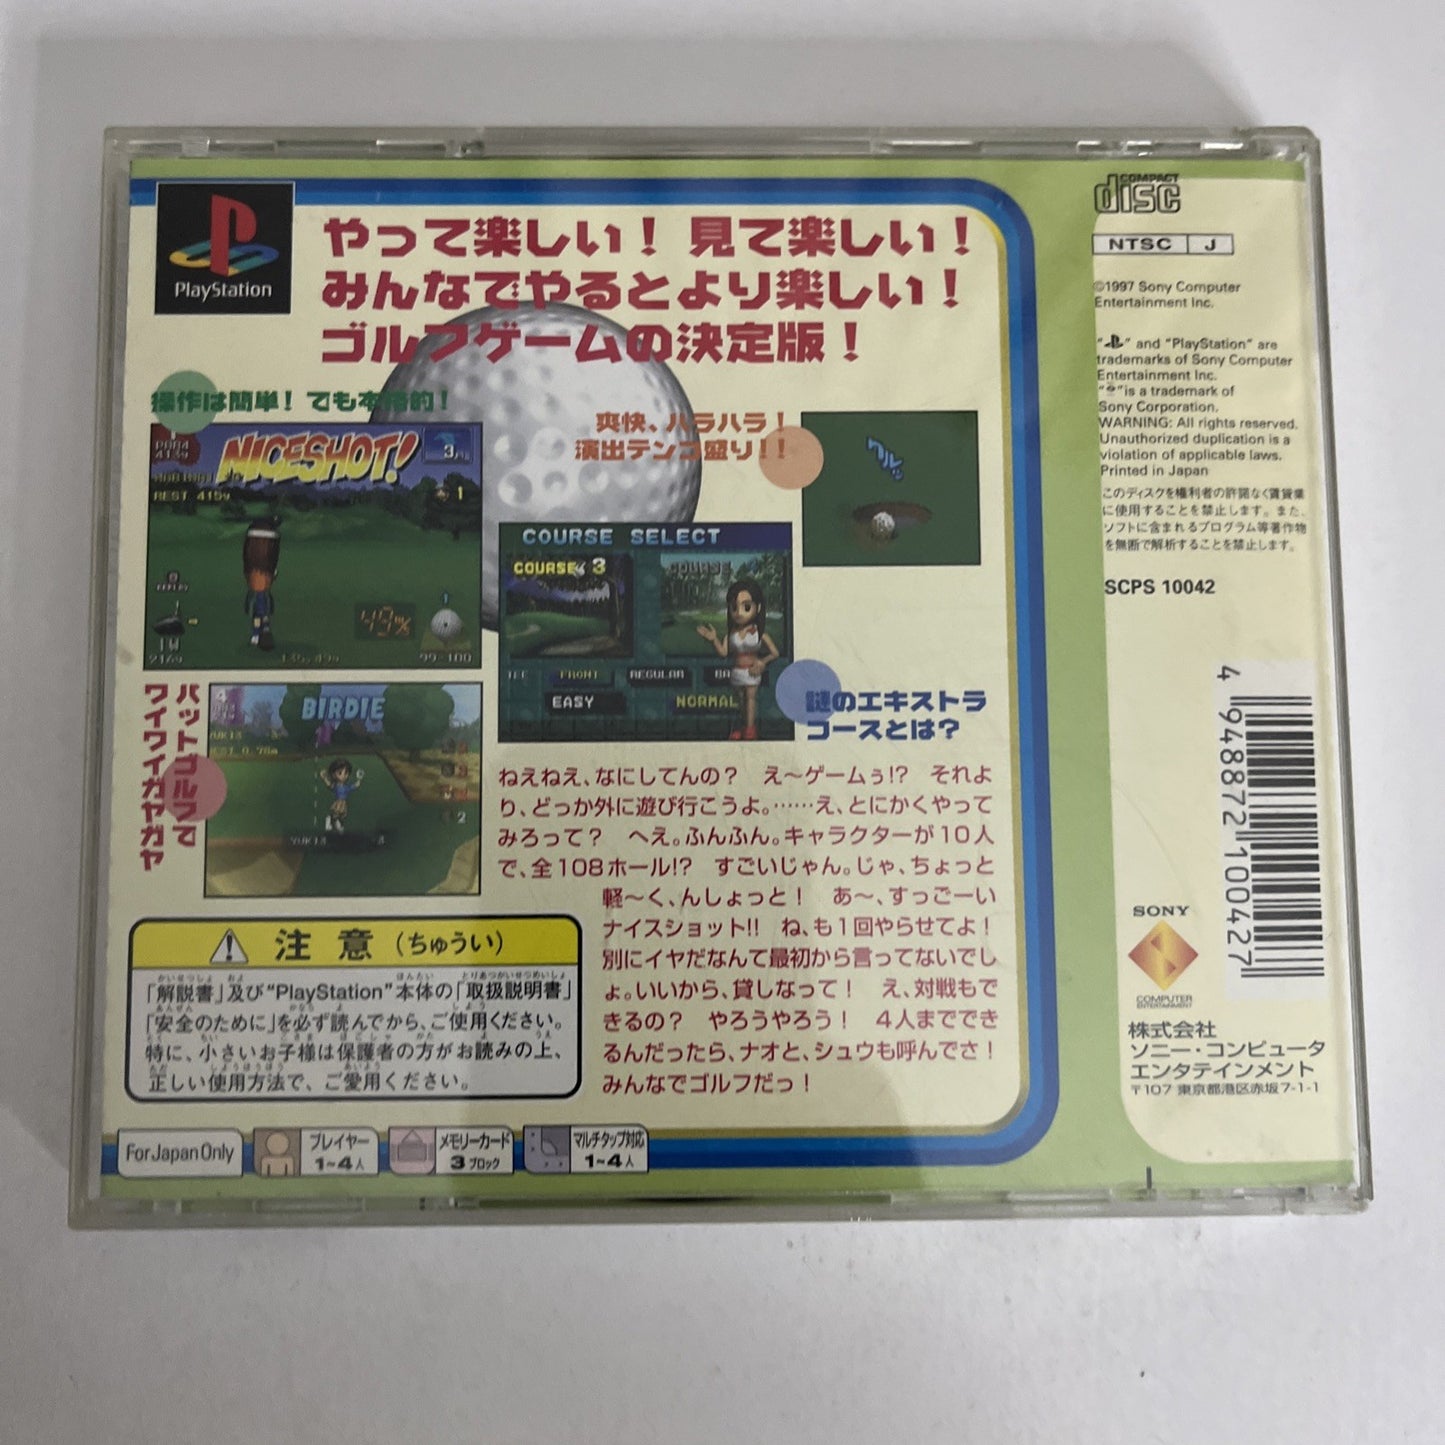 PlayStation
やって楽しい！ 見て楽しい！
みんなでやるとより楽しい！
ゴルフゲームの決定版！
操作は簡単！ でも本格的！
NICESHOT!
REST 415y
3
1
43%
1W
216y
99-100
爽快、ハラハラ！
演出テンコ盛り！！
COURSE SELECT
COURSE 3
COURSE
TEE FRONT REGULAR BA
EASY NORMAL
謎のエキストラ
コースとは？
パットゴルフで
ワイワイガヤガヤ
BIRDIE
YUKI3 -3
2
ねえねえ、なにしてんの？ え〜ゲームぅ!? それよ
り、どっか外に遊び行こうよ。……え、とにかくやって
みろって？ へえ。ふんふん。キャラクターが10人
で、全108ホール!? すごいじゃん。じゃ、ちょっと
軽〜く、んしょっと！ あ〜、すっごーい
ナイスショット!! ね、も1回やらせてよ！
別にイヤだなんて最初から言ってないでし
ょ。いいから、貸しなって！ え、対戦もで
きるの？ やろうやろう！ 4人までででき
るんだったら、ナオと、シュウも呼んでさ！
みんなでゴルフだっ！
注意（ちゅうい）
「解説書」及び“PlayStation”本体の「取扱説明書」
「安全のために」を必ず読んでから、ご使用ください。
特に、小さいお子様は保護者の方がお読みの上、
正しい使用方法で、ご愛用ください。
For Japan Only
プレイヤー
1~4人
メモリーカード
3ブロック
マルチタップ対応
1~4人
COMPACT
disc
NTSC J
©1997 Sony Computer
Entertainment Inc.
“ ” and “PlayStation” are
trademarks of Sony Computer
Entertainment Inc.
“ ” is a trademark of
Sony Corporation.
WARNING: All rights reserved.
Unauthorized duplication is a
violation of applicable laws.
Printed in Japan
このディスクを権利者の許諾なく賃貸業
に使用することを禁止します。また、
ソフトに含まれるプログラム等著作物
を無断で解析することを禁止します。
SCPS 10042
4 948872 100427
SONY
COMPUTER
ENTERTAINMENT
株式会社
ソニー・コンピュータ
エンタテインメント
〒107 東京都港区赤坂7-1-1